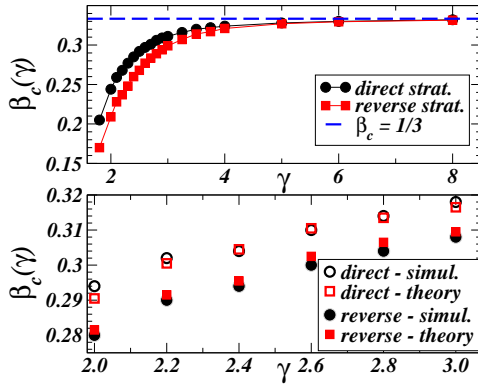 0.3
0.25
0.2
0.15
β_c(γ)
direct strat.
reverse strat.
β_c = 1/3
2
4
6
8
γ
0.32
0.31
0.3
0.29
0.28
β_c(γ)
direct - simul.
direct - theory
reverse - simul.
reverse - theory
2.0
2.2
2.4
2.6
2.8
3.0
γ